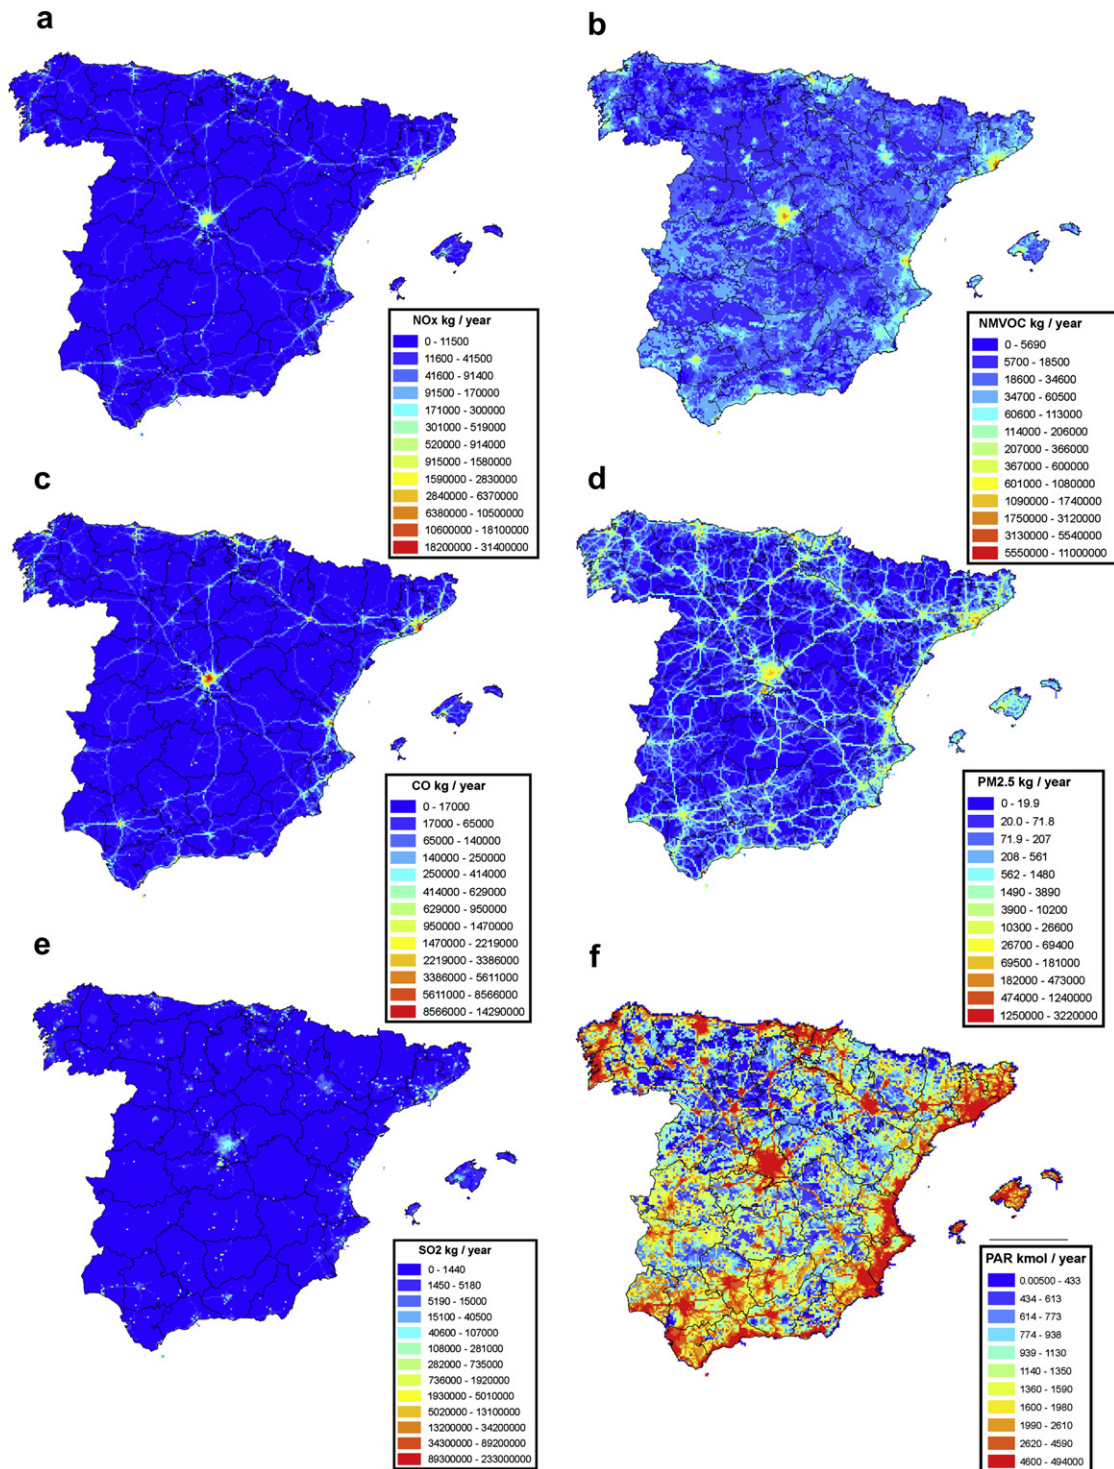 a
b
NOx kg / year
0 - 11500
11600 - 41500
41600 - 91400
91500 - 170000
171000 - 300000
301000 - 519000
520000 - 914000
915000 - 1580000
1590000 - 2830000
2840000 - 6370000
6380000 - 10500000
10600000 - 18100000
18200000 - 31400000
NMVOC kg / year
0 - 5690
5700 - 18500
18600 - 34600
34700 - 60500
60600 - 113000
114000 - 206000
207000 - 366000
367000 - 600000
601000 - 1080000
1090000 - 1740000
1750000 - 3120000
3130000 - 5540000
5550000 - 11000000
c
d
CO kg / year
0 - 17000
17000 - 65000
65000 - 140000
140000 - 250000
250000 - 414000
414000 - 629000
629000 - 950000
950000 - 1470000
1470000 - 2219000
2219000 - 3386000
3386000 - 5611000
5611000 - 8566000
8566000 - 14290000
PM2.5 kg / year
0 - 19.9
20.0 - 71.8
71.9 - 207
208 - 561
562 - 1480
1490 - 3890
3900 - 10200
10300 - 26600
26700 - 69400
69500 - 181000
182000 - 473000
474000 - 1240000
1250000 - 3220000
e
f
SO2 kg / year
0 - 1440
1450 - 5180
5190 - 15000
15100 - 40500
40600 - 107000
108000 - 281000
282000 - 735000
736000 - 1920000
1930000 - 5010000
5020000 - 13100000
13200000 - 34200000
34300000 - 89200000
89300000 - 233000000
PAR kmol / year
0.00500 - 433
434 - 613
614 - 773
774 - 938
939 - 1130
1140 - 1350
1360 - 1590
1600 - 1980
1990 - 2610
2620 - 4590
4600 - 494000